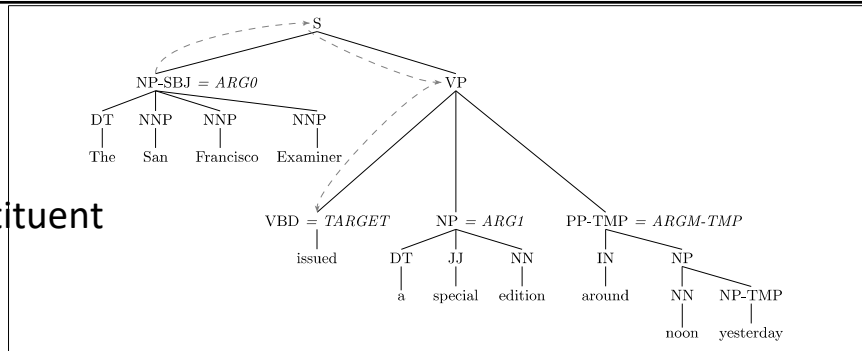 S
NP-SBJ = ARG0 VP
DT NNP NNP NNP
The San Francisco Examiner
tituent
VBD = TARGET NP = ARG1 PP-TMP = ARGM-TMP
issued DT JJ NN IN NP
a special edition around NN NP-TMP
noon yesterday